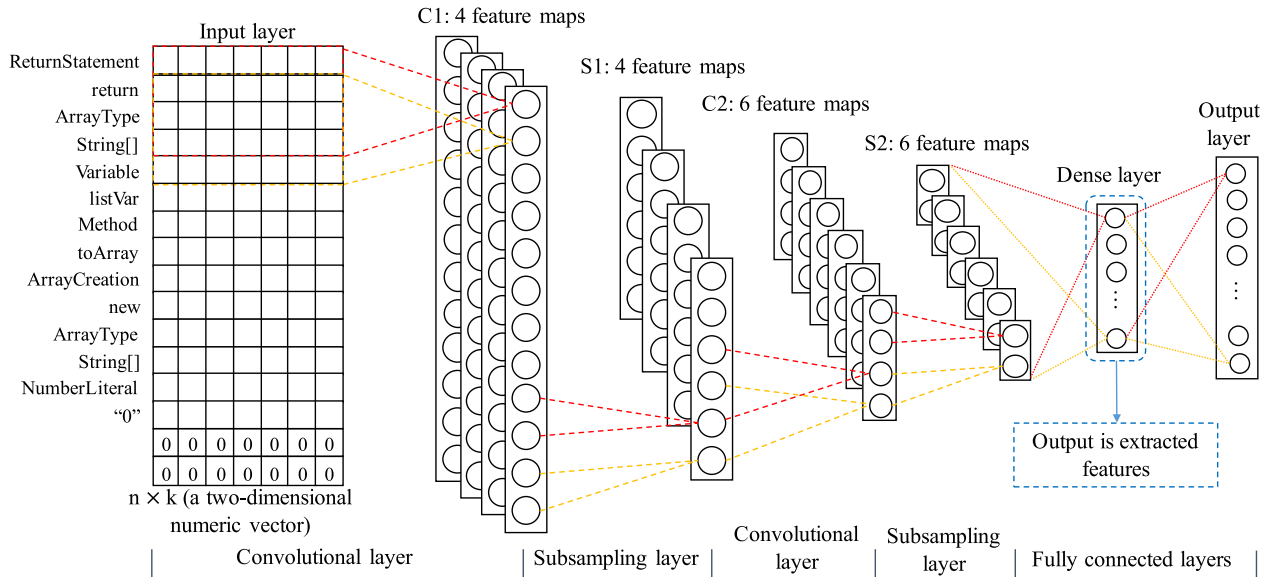 Input layer
C1: 4 feature maps
S1: 4 feature maps
C2: 6 feature maps
S2: 6 feature maps
Dense layer
Output
layer
ReturnStatement
return
ArrayType
String[]
Variable
listVar
Method
toArray
ArrayCreation
new
ArrayType
String[]
NumberLiteral
“0”
0 0 0 0 0 0 0
0 0 0 0 0 0 0
n × k (a two-dimensional
numeric vector)
...
...
Output is extracted
features
Convolutional layer
Subsampling layer
Convolutional
layer
Subsampling
layer
Fully connected layers